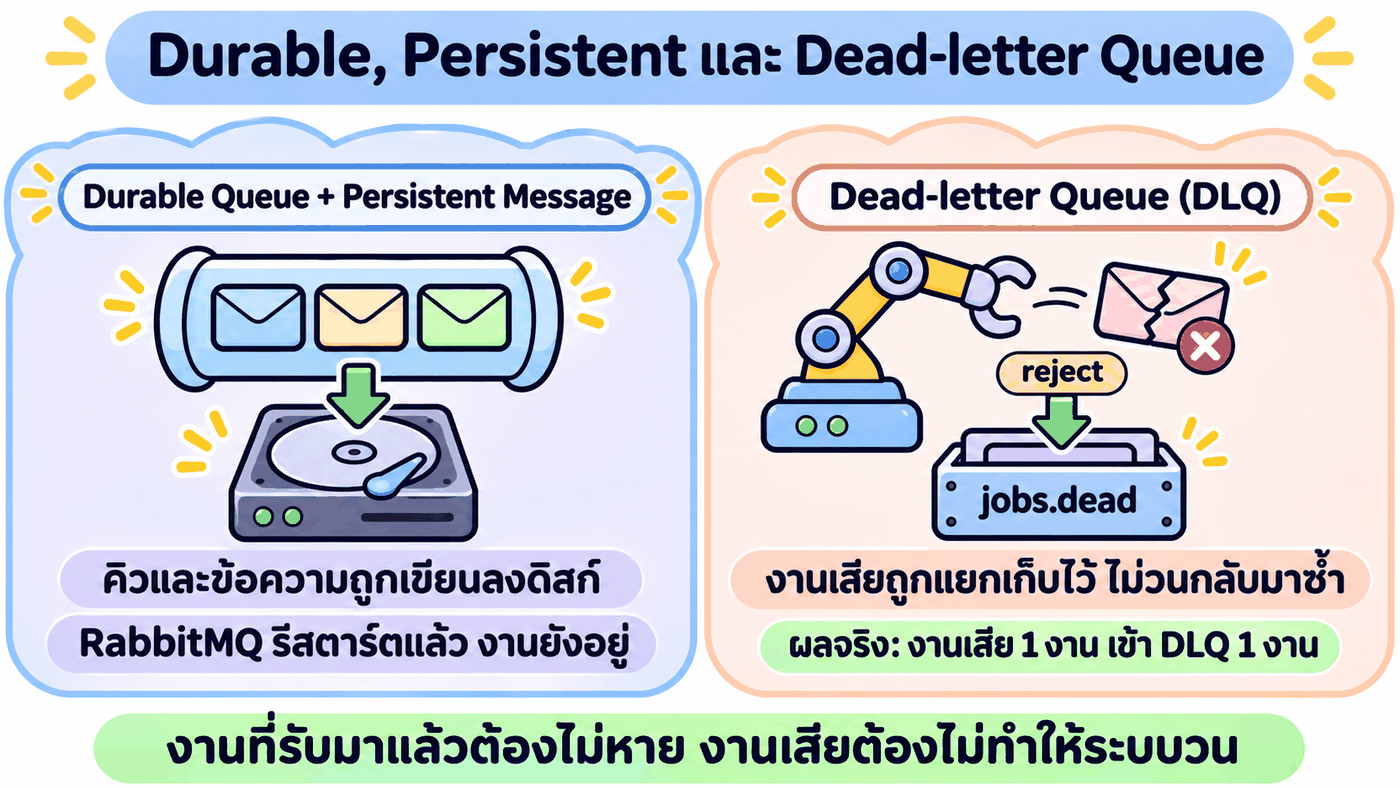 Durable, Persistent และ Dead-letter Queue
Durable Queue + Persistent Message
คิวและข้อความถูกเขียนลงดิสก์
RabbitMQ รีสตาร์ตแล้ว งานยังอยู่
Dead-letter Queue (DLQ)
reject
jobs.dead
งานเสียถูกแยกเก็บไว้ ไม่วนกลับมาซ้ำ
ผลจริง: งานเสีย 1 งาน เข้า DLQ 1 งาน
งานที่รับมาแล้วต้องไม่หาย งานเสียต้องไม่ทำให้ระบบวน